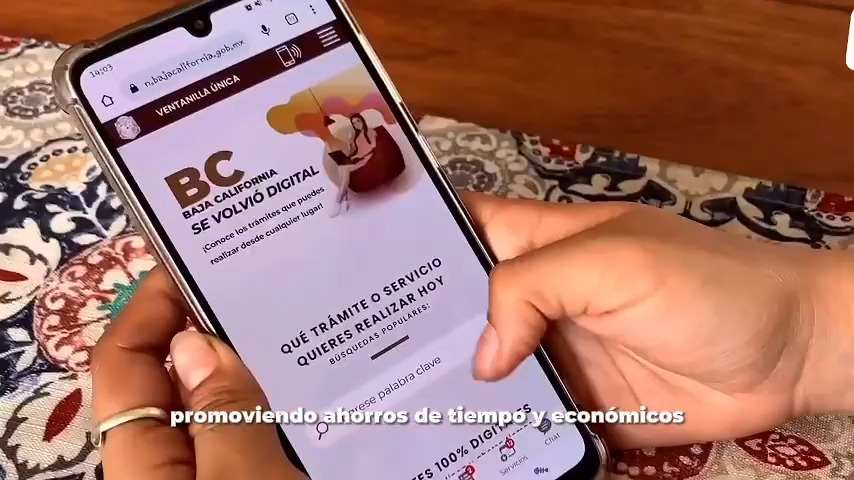 14:03
n.bajacalifornia.gob.mx
VENTANILLA ÚNICA
BC
BAJA CALIFORNIA
SE VOLVIÓ DIGITAL
¡Conoce los trámites que puedes
realizar desde cualquier lugar!
QUÉ TRÁMITE O SERVICIO
QUIERES REALIZAR HOY
BÚSQUEDAS POPULARES:
palabra clave
100%
Servicios
Chat
promoviendo ahorros de tiempo y económicos